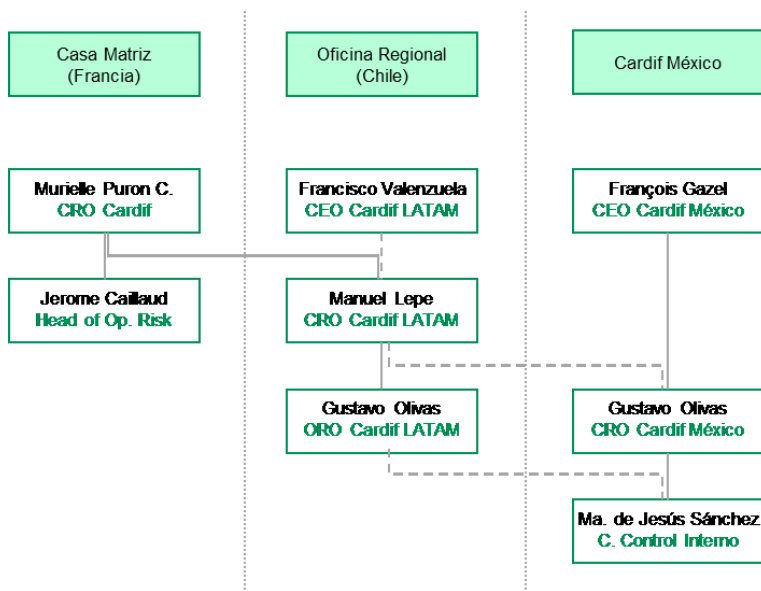 Casa Matriz
(Francia)
Oficina Regional
(Chile)
Cardif México
Murielle Puron C.
CRO Cardif
Francisco Valenzuela
CEO Cardif LATAM
François Gazel
CEO Cardif México
Jerome Caillaud
Head of Op. Risk
Manuel Lepe
CRO Cardif LATAM
Gustavo Olivas
ORO Cardif LATAM
Gustavo Olivas
CRO Cardif México
Ma. de Jesús Sánchez
C. Control Interno